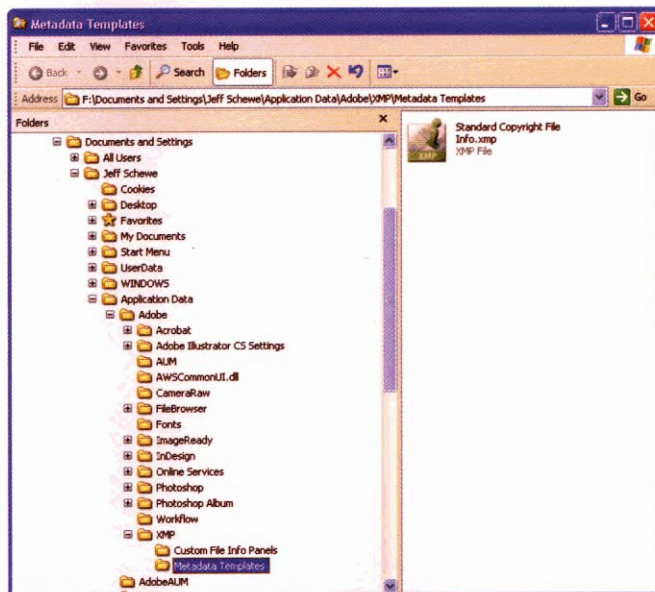 Metadata Templates
File Edit View Favorites Tools Help
Back Search Folders
Address F:\Documents and Settings\Jeff Schewe\Application Data\Adobe\XMP\Metadata Templates Go
Folders
Documents and Settings
All Users
Jeff Schewe
Cookies
Desktop
Favorites
My Documents
Start Menu
UserData
WINDOWS
Application Data
Adobe
Acrobat
Adobe Illustrator CS Settings
AUM
AWSCommonUI.dll
CameraRaw
FileBrowser
Fonts
ImageReady
InDesign
Online Services
Photoshop
Photoshop Album
Workflow
XMP
Custom File Info Panels
Metadata Templates
AdobeAUM
XMP
Standard Copyright File
Info.xmp
XMP File